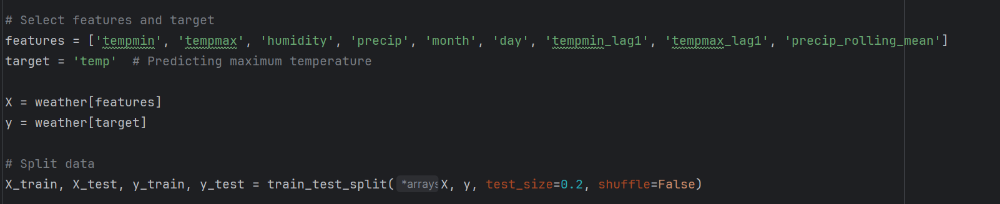 # Select features and target
features = ['tempmin', 'tempmax', 'humidity', 'precip', 'month', 'day', 'tempmin_lag1', 'tempmax_lag1', 'precip_rolling_mean']
target = 'temp'  # Predicting maximum temperature
X = weather[features]
y = weather[target]
# Split data
X_train, X_test, y_train, y_test = train_test_split( *arrays X, y, test_size=0.2, shuffle=False)